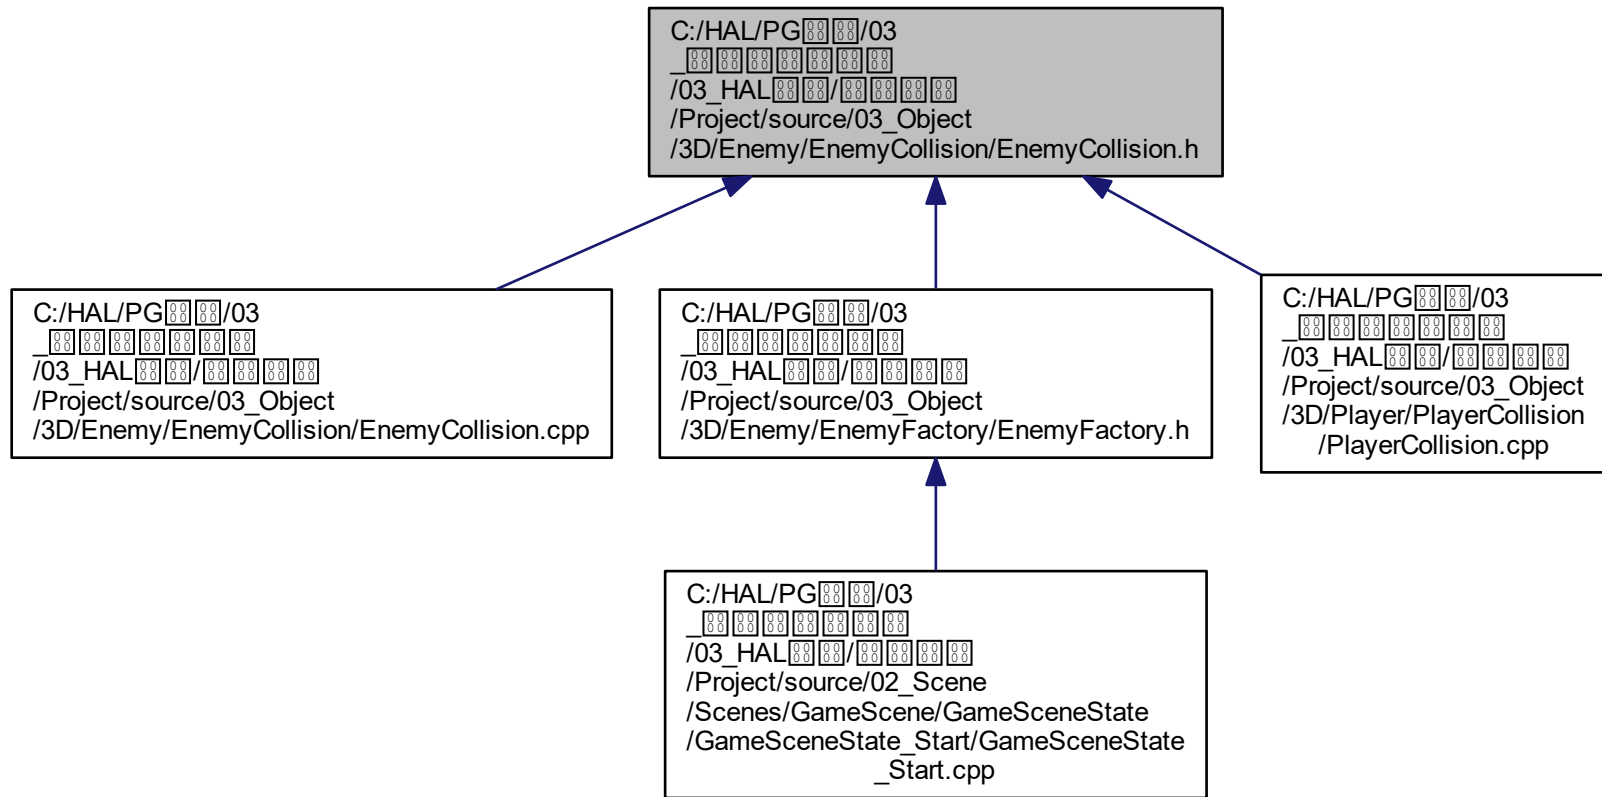 C:/HAL/PG□□/03
_□□□□□□□
/03_HAL□□/□□□□
/Project/source/03_Object
/3D/Enemy/EnemyCollision/EnemyCollision.h
C:/HAL/PG□□/03
_□□□□□□□
/03_HAL□□/□□□□
/Project/source/03_Object
/3D/Enemy/EnemyCollision/EnemyCollision.cpp
C:/HAL/PG□□/03
_□□□□□□□
/03_HAL□□/□□□□
/Project/source/03_Object
/3D/Enemy/EnemyFactory/EnemyFactory.h
C:/HAL/PG□□/03
_□□□□□□□
/03_HAL□□/□□□□
/Project/source/03_Object
/3D/Player/PlayerCollision
/PlayerCollision.cpp
C:/HAL/PG□□/03
_□□□□□□□
/03_HAL□□/□□□□
/Project/source/02_Scene
/Scenes/GameScene/GameSceneState
/GameSceneState_Start/GameSceneState
_Start.cpp